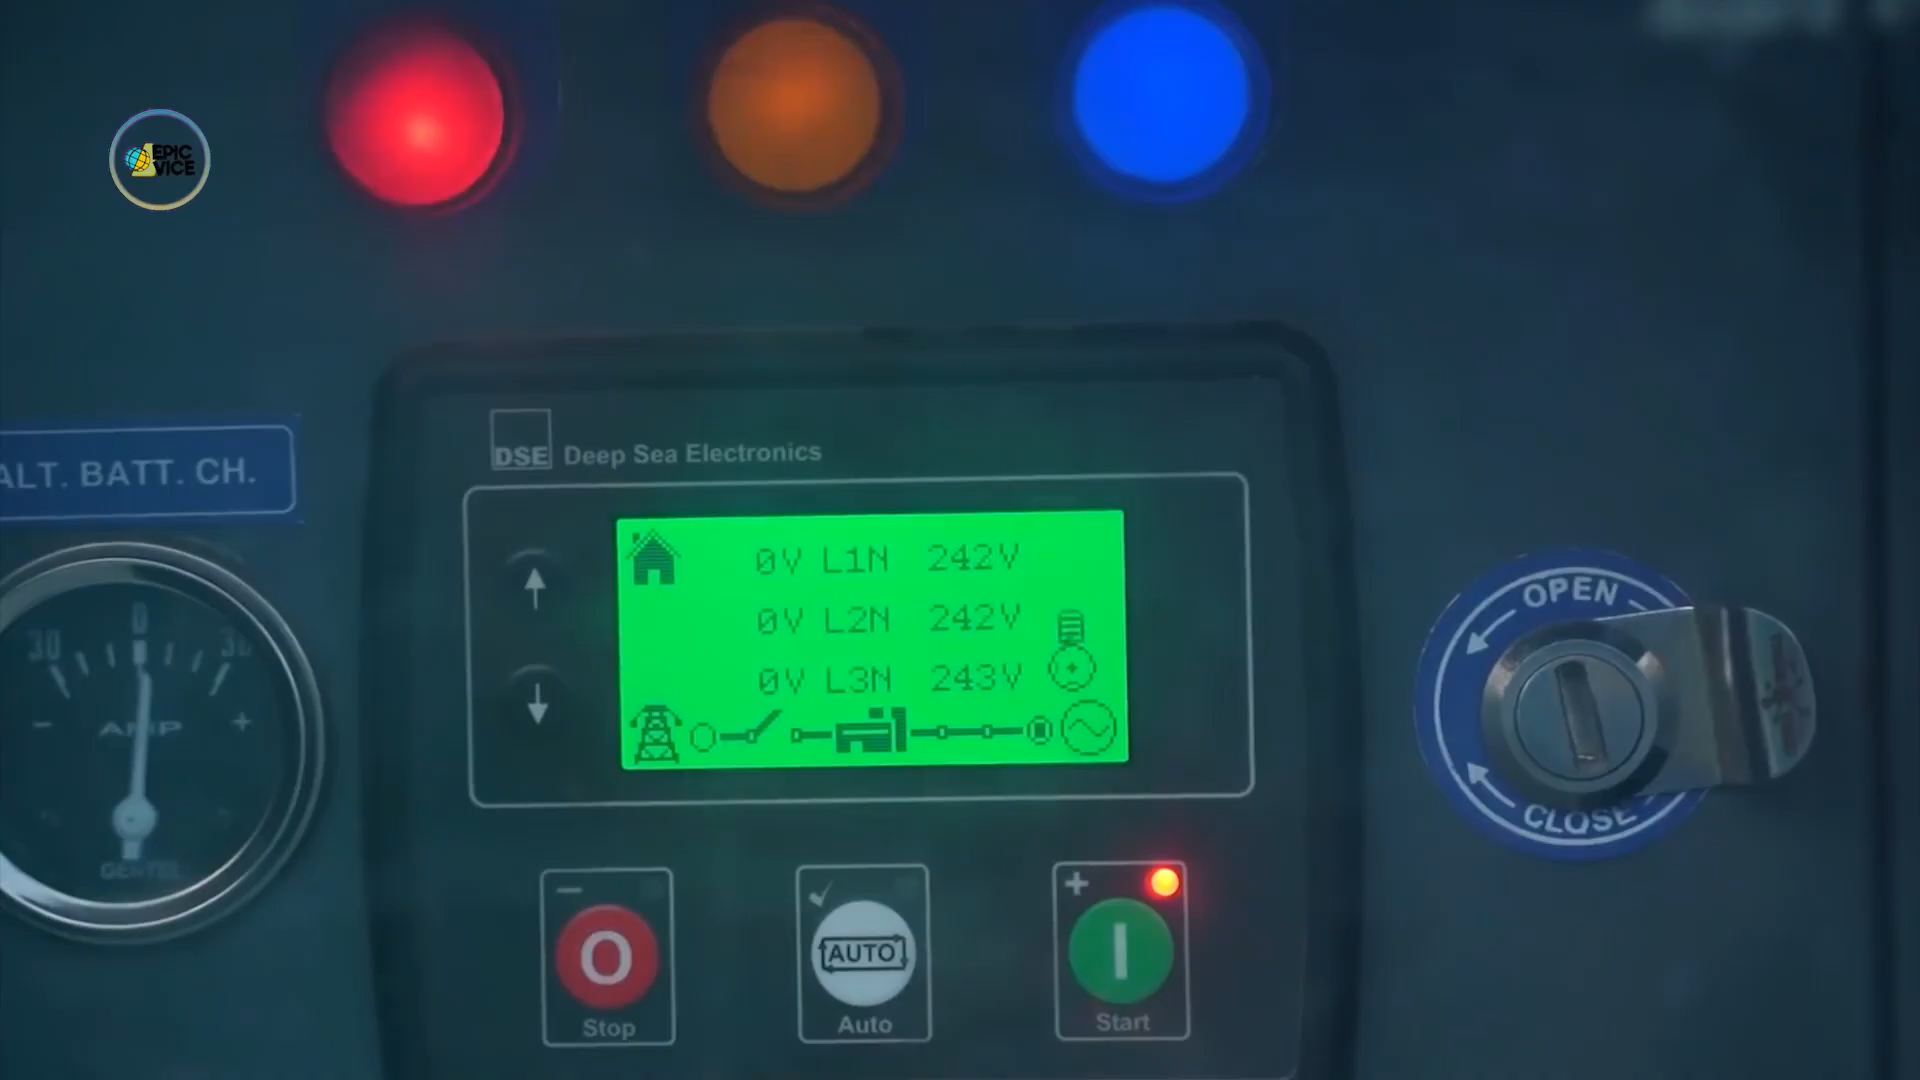 EPIC
VICE
ALT. BATT. CH.
30 0 30
- AMP +
DSE Deep Sea Electronics
0V L1N 242V
0V L2N 242V
0V L3N 243V
OPEN
CLOSE
- O
Stop
AUTO
Auto
+ I
Start